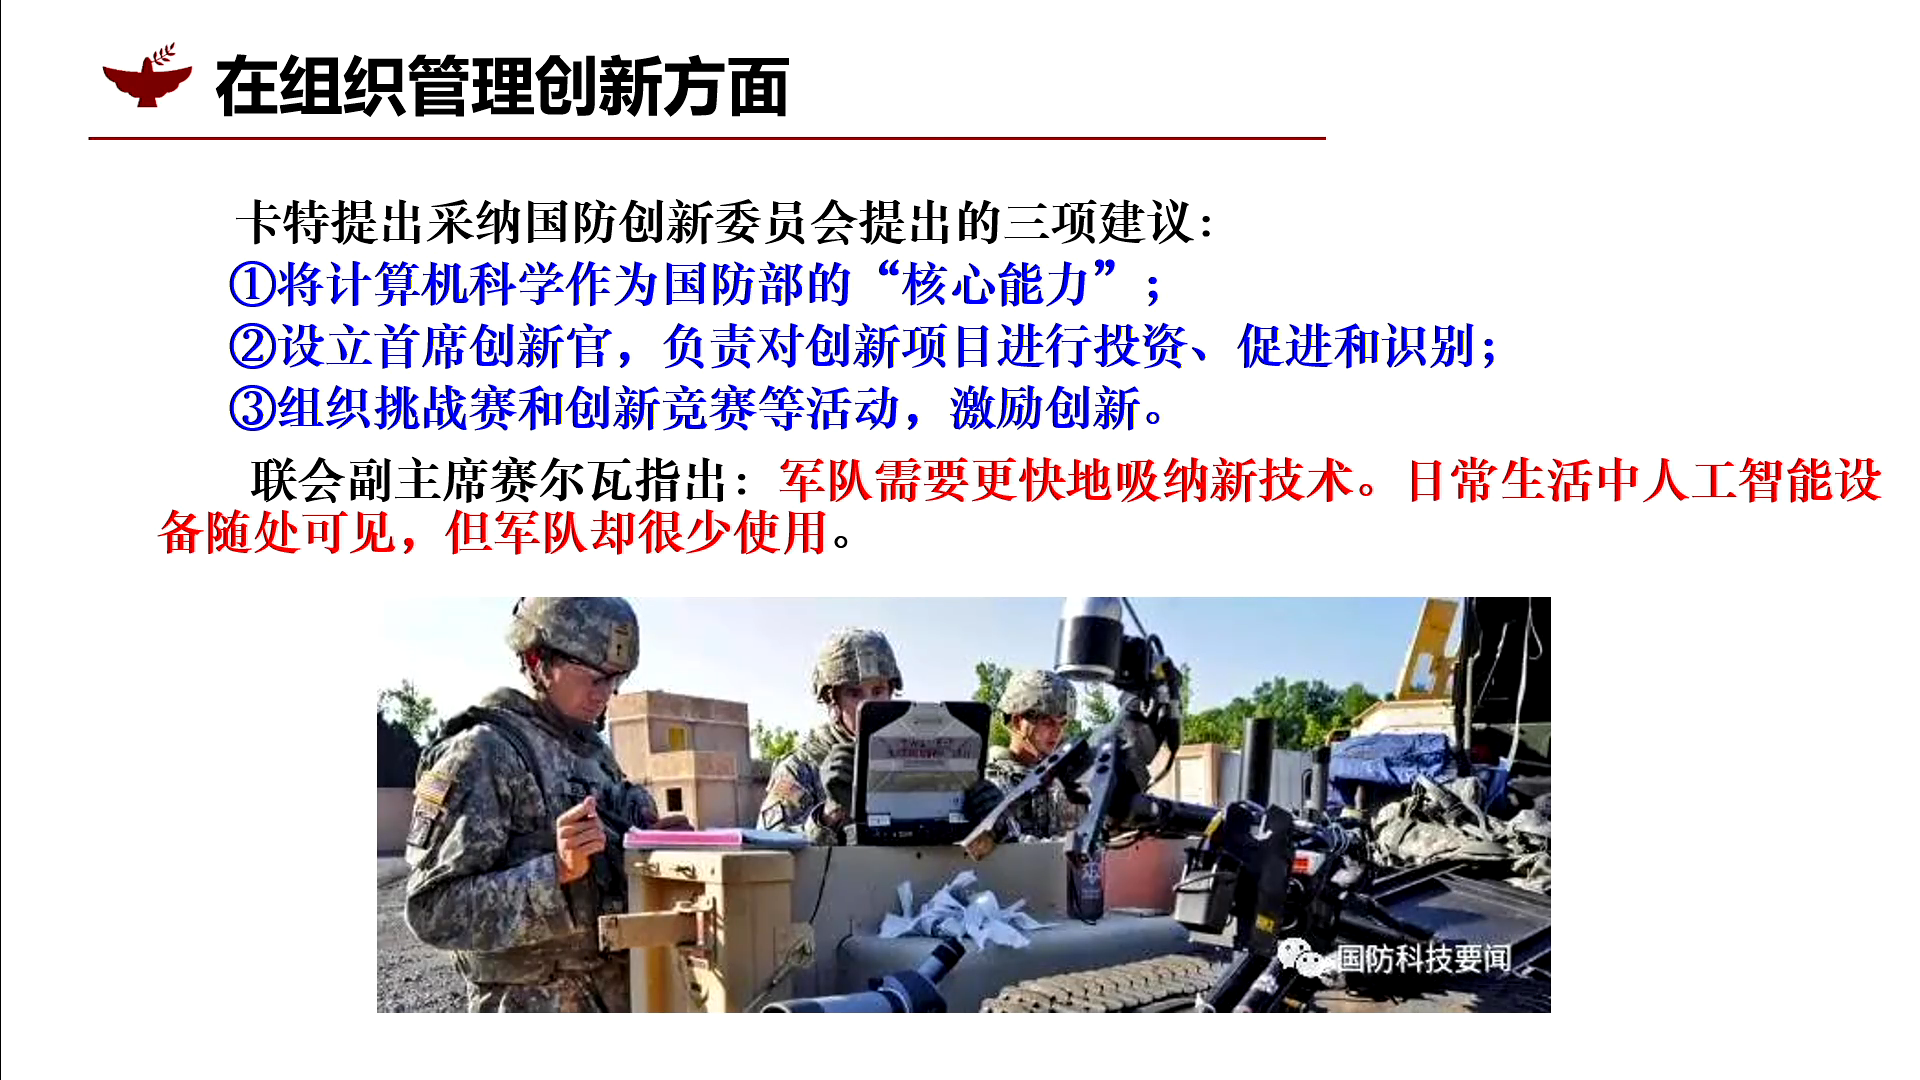 在组织管理创新方面
卡特提出采纳国防创新委员会提出的三项建议：
①将计算机科学作为国防部的“核心能力”；
②设立首席创新官，负责对创新项目进行投资、促进和识别；
③组织挑战赛和创新竞赛等活动，激励创新。
联会副主席赛尔瓦指出：军队需要更快地吸纳新技术。日常生活中人工智能设
备随处可见，但军队却很少使用。
国防科技要闻